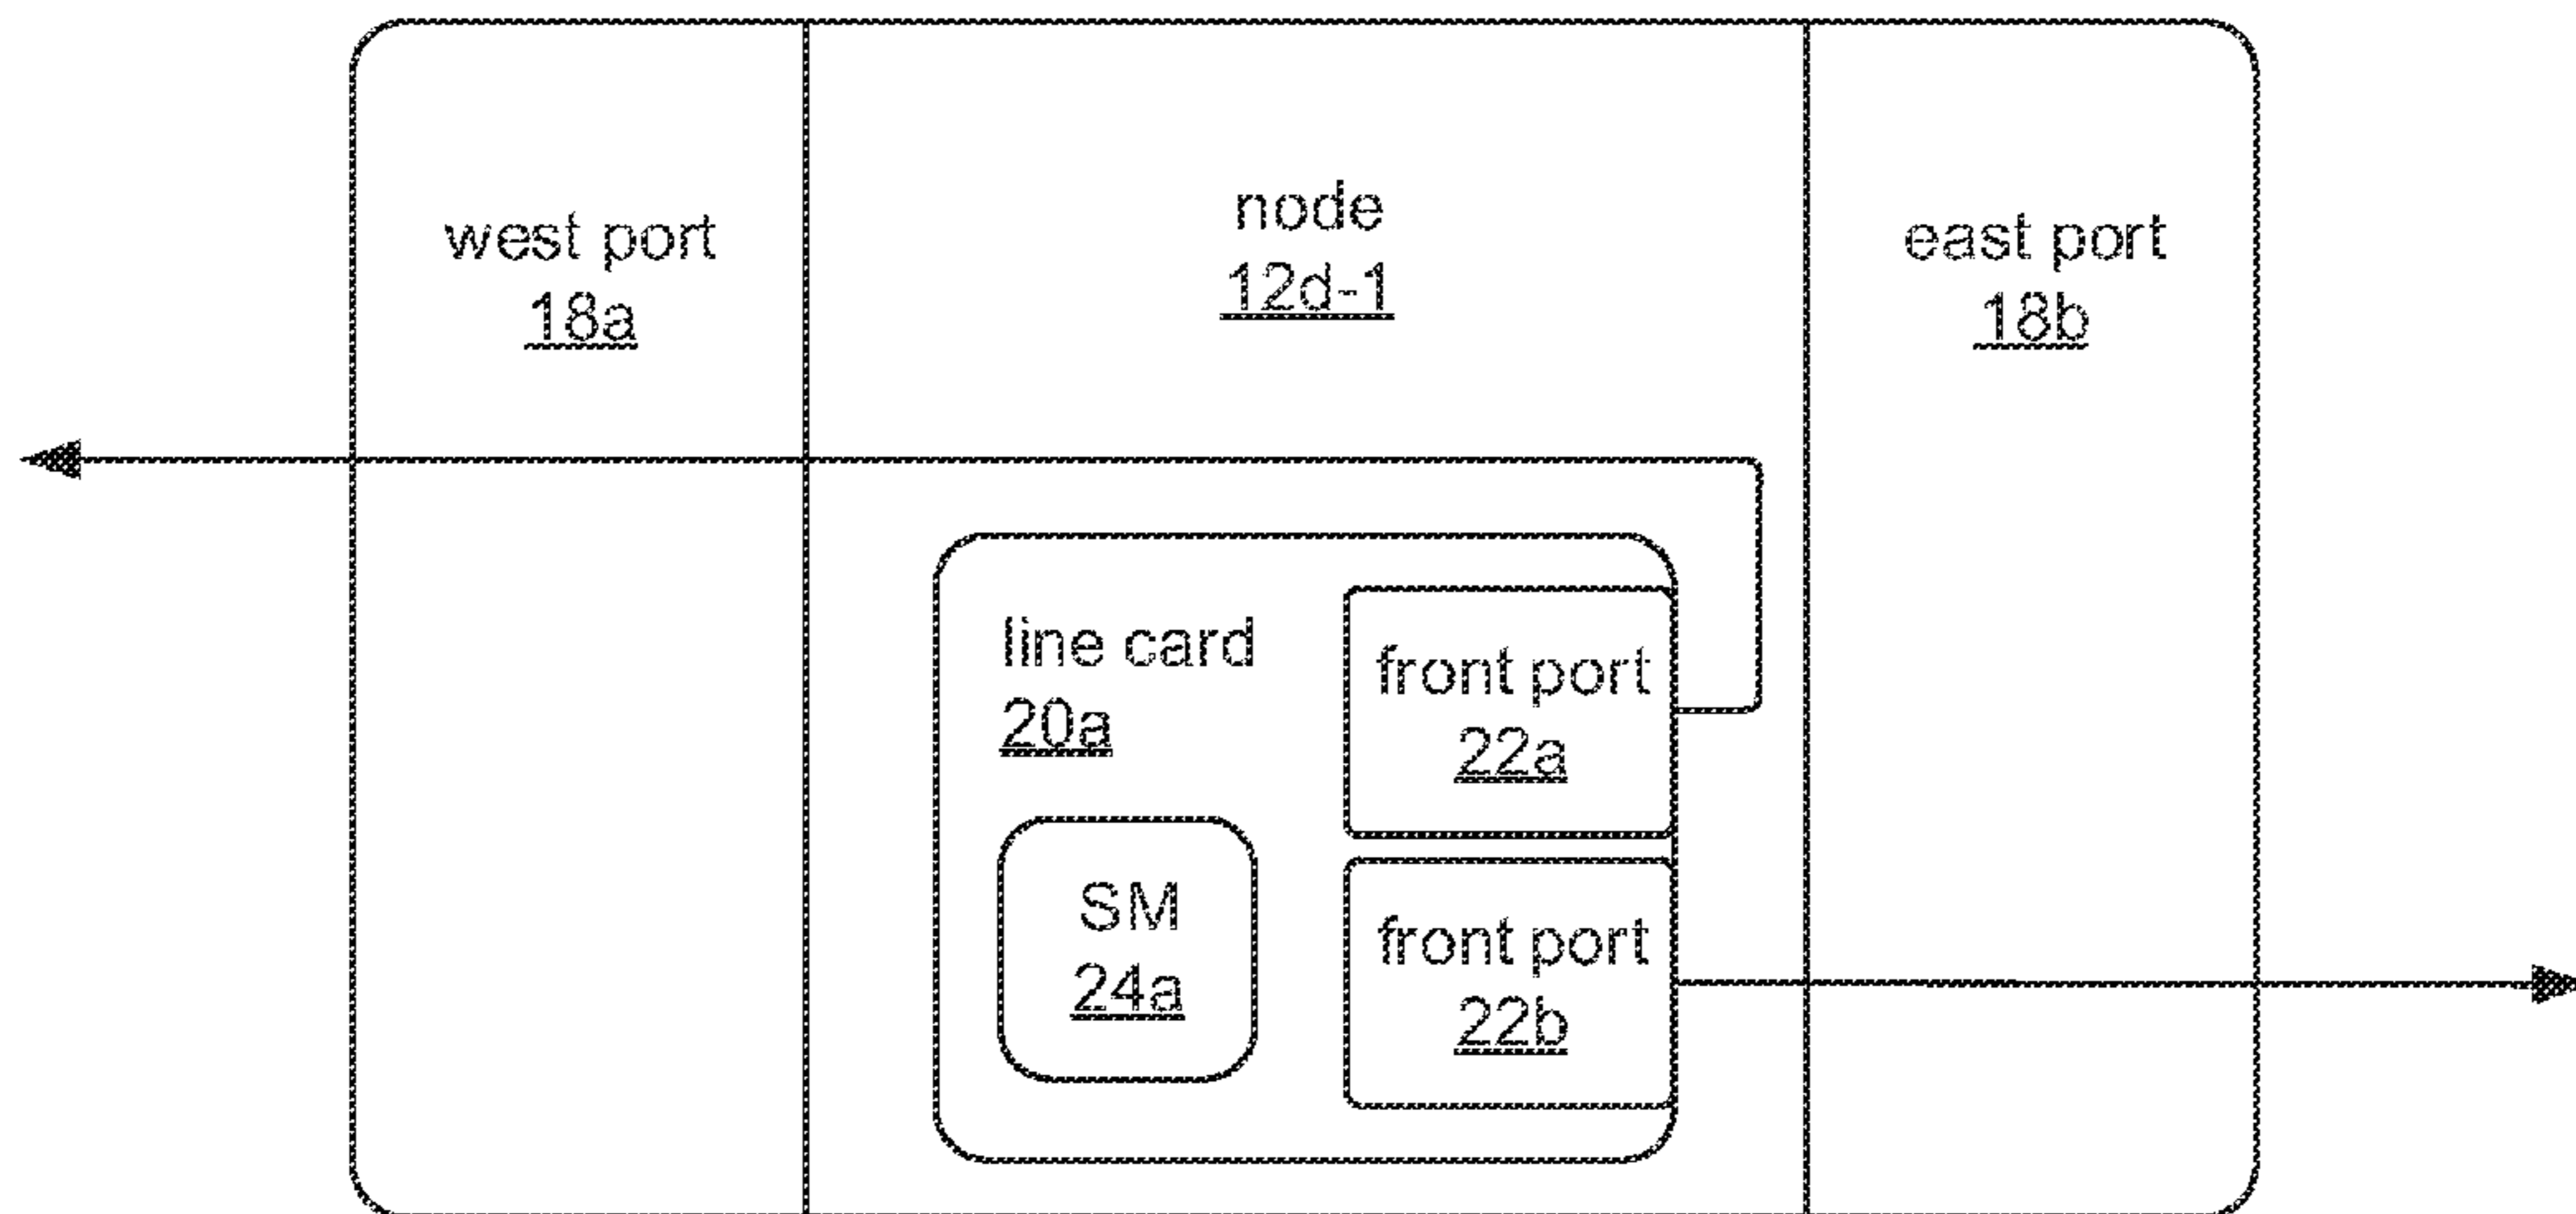 west port
18a
node
12d-1
east port
18b
line card
20a
front port
22a
SM
24a
front port
22b